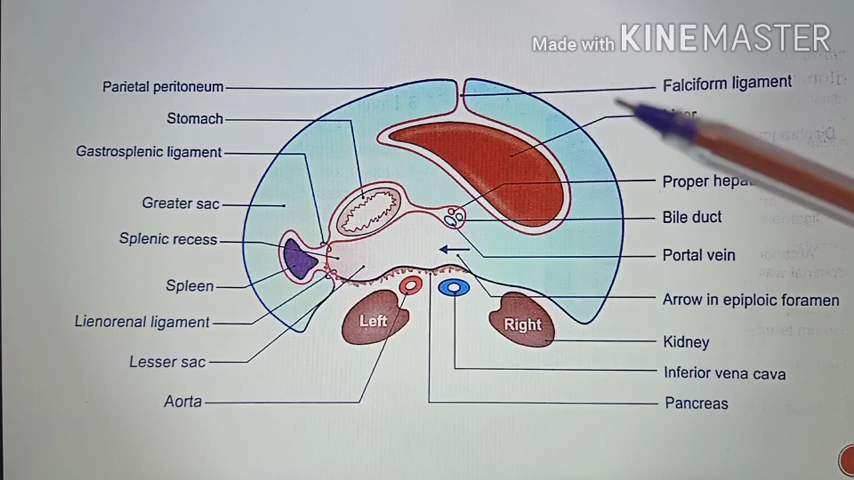 Made with KINEMASTER
Parietal peritoneum
Stomach
Gastrosplenic ligament
Greater sac
Splenic recess
Spleen
Lienorenal ligament
Lesser sac
Aorta
Falciform ligament
Proper
Bile duct
Portal vein
Arrow in epiploic foramen
Kidney
Inferior vena cava
Pancreas
Left
Right